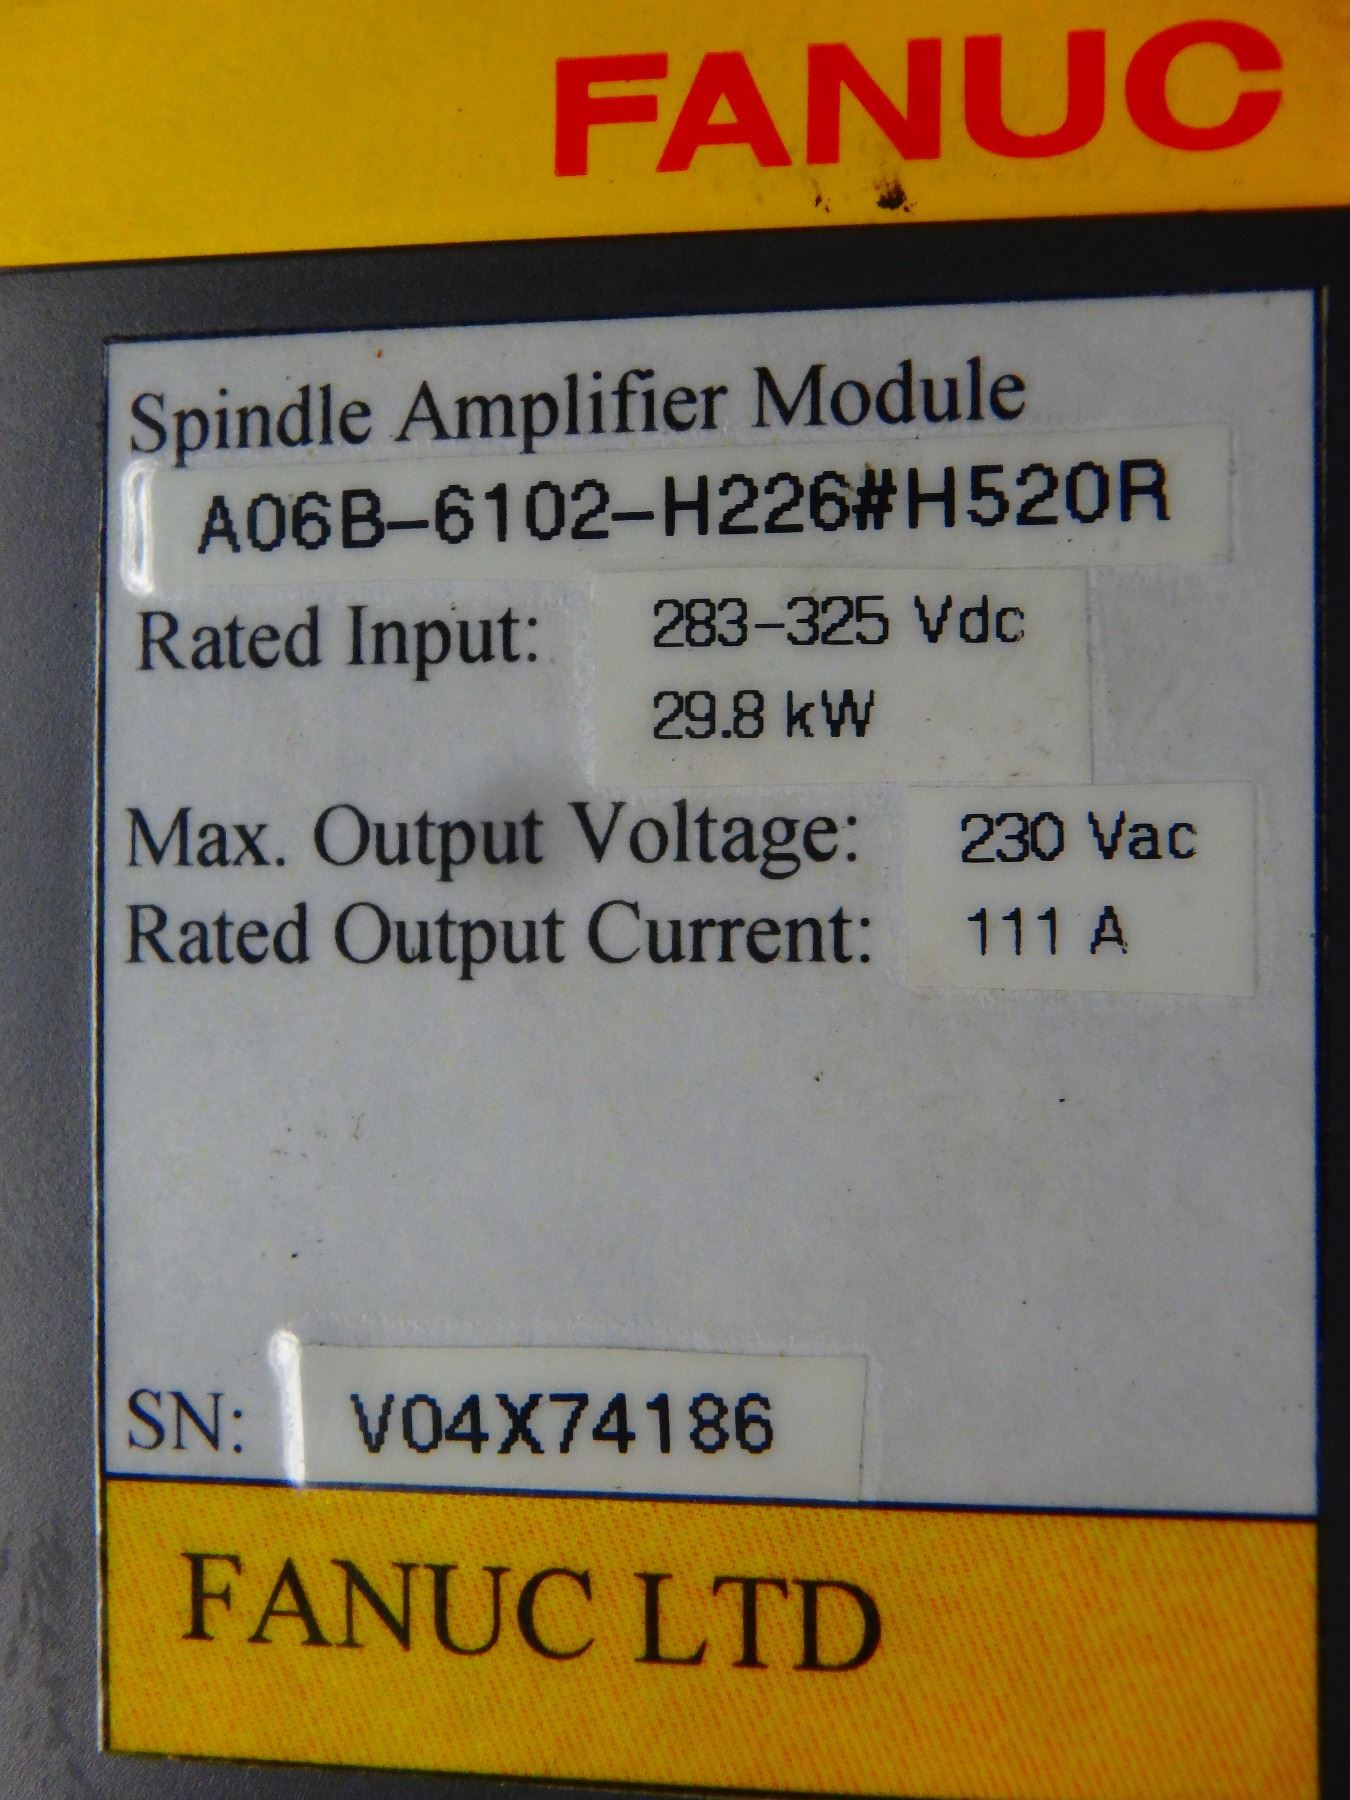 FANUC
Spindle Amplifier Module
A06B-6102-H226#H520R
Rated Input: 283-325 Vdc
29.8 kW
Max. Output Voltage: 230 Vac
Rated Output Current: 111 A
SN: V04X74186
FANUC LTD